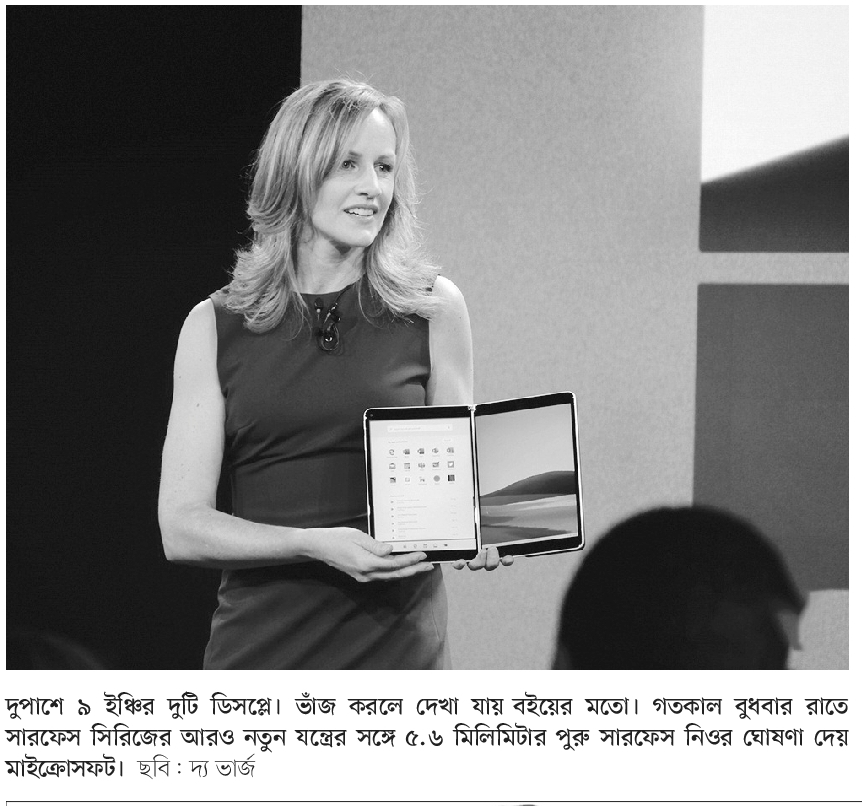 দুপাশে ৯ ইঞ্চির দুটি ডিসপ্লে। ভাঁজ করলে দেখা যায় বইয়ের মতো। গতকাল বুধবার রাতে
সারফেস সিরিজের আরও নতুন যন্ত্রের সঙ্গে ৫.৬ মিলিমিটার পুরু সারফেস নিওর ঘোষণা দেয়
মাইক্রোসফট। ছবি : দ্য ভার্জ